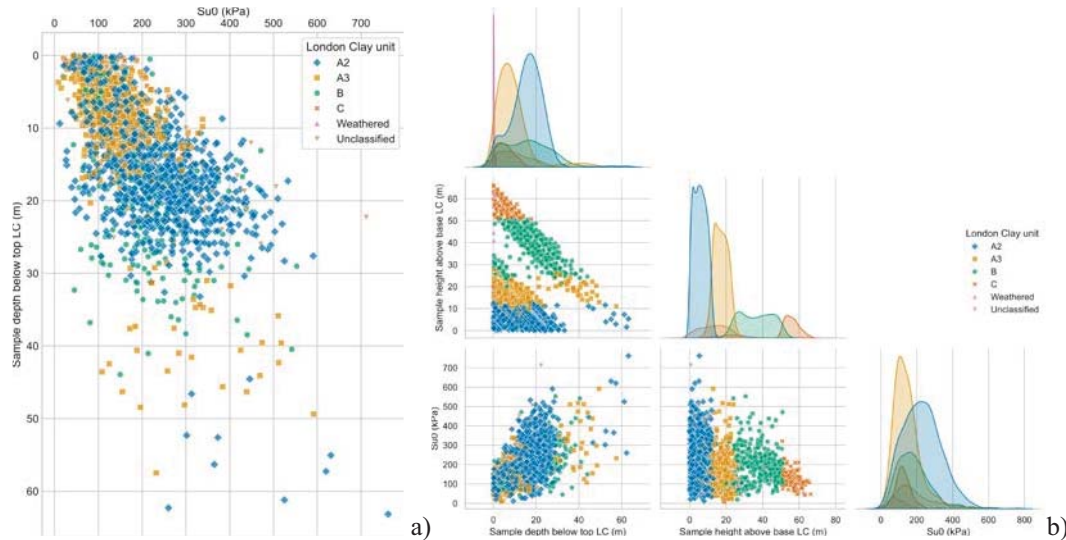 Su0 (kPa)
0 100 200 300 400 500 600 700
0
10
20
30
40
50
60
Sample depth below top LC (m)
London Clay unit
A2
A3
B
C
Weathered
Unclassified
a)
Sample height above base LC (m)
60
50
40
30
20
10
0
London Clay unit
A2
A3
B
C
Weathered
Unclassified
Su0 (kPa)
700
600
500
400
300
200
100
0
0 20 40 60
Sample depth below top LC (m)
0 20 40 60 80
Sample height above base LC (m)
0 200 400 600 800
Su0 (kPa)
b)